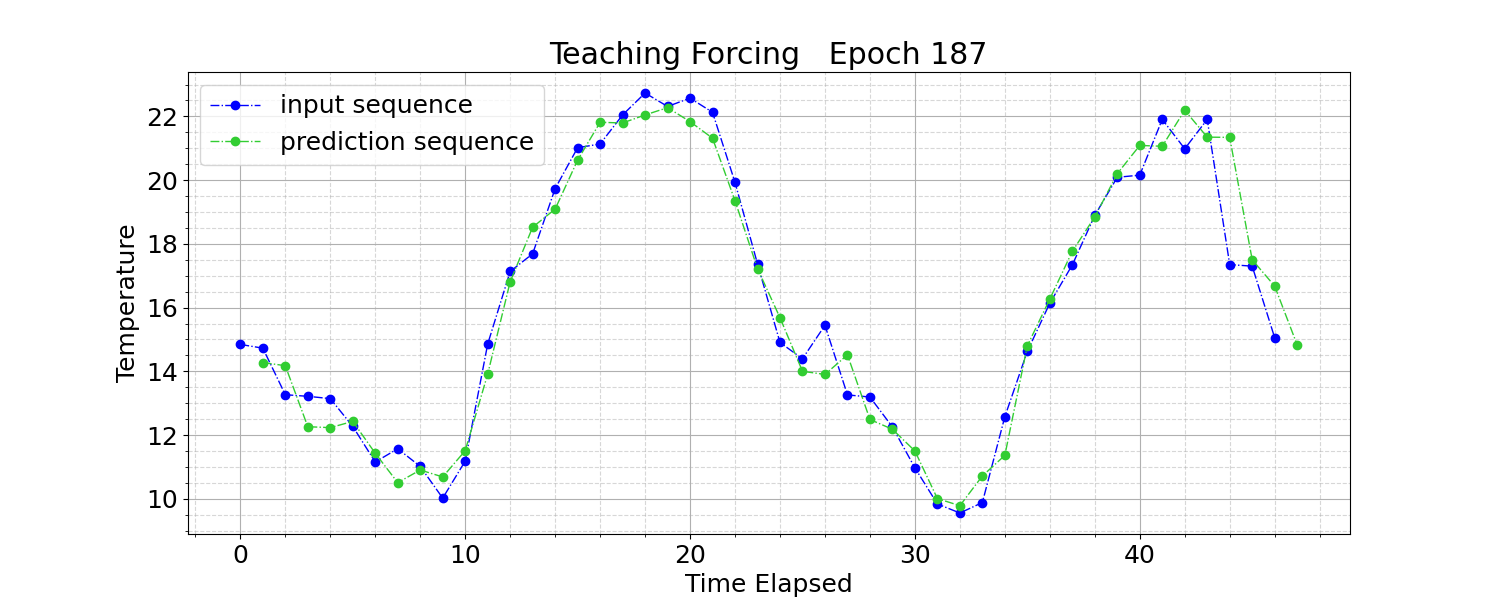 Teaching Forcing   Epoch 187
input sequence
prediction sequence
Temperature
22
20
18
16
14
12
10
0 10 20 30 40
Time Elapsed